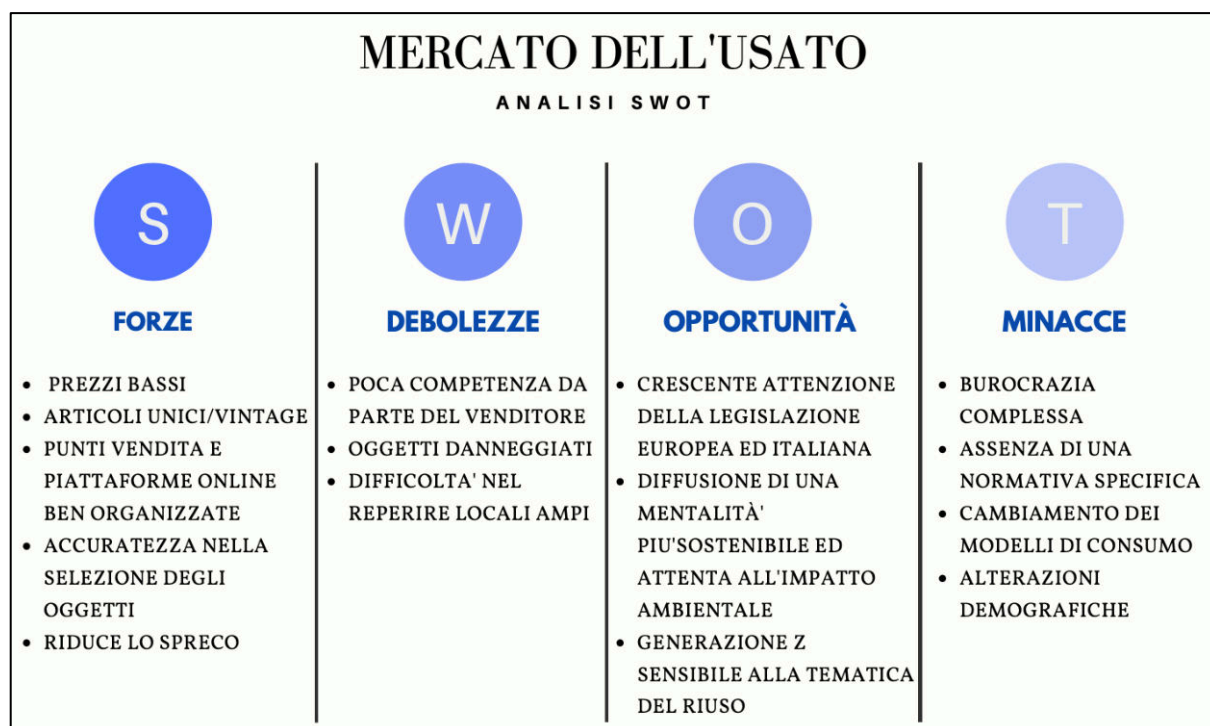 MERCATO DELL'USATO
ANALISI SWOT
S
FORZE
• PREZZI BASSI
• ARTICOLI UNICI/VINTAGE
• PUNTI VENDITA E
PIATTAFORME ONLINE
BEN ORGANIZZATE
• ACCURATEZZA NELLA
SELEZIONE DEGLI
OGGETTI
• RIDUCE LO SPRECO
W
DEBOLEZZE
• POCA COMPETENZA DA
PARTE DEL VENDITORE
• OGGETTI DANNEGGIATI
• DIFFICOLTA' NEL
REPERIRE LOCALI AMPI
O
OPPORTUNITÀ
• CRESCENTE ATTENZIONE
DELLA LEGISLAZIONE
EUROPEA ED ITALIANA
• DIFFUSIONE DI UNA
MENTALITÀ'
PIU'SOSTENIBILE ED
ATTENTA ALL'IMPATTO
AMBIENTALE
• GENERAZIONE Z
SENSIBILE ALLA TEMATICA
DEL RIUSO
T
MINACCE
• BUROCRAZIA
COMPLESSA
• ASSENZA DI UNA
NORMATIVA SPECIFICA
• CAMBIAMENTO DEI
MODELLI DI CONSUMO
• ALTERAZIONI
DEMOGRAFICHE